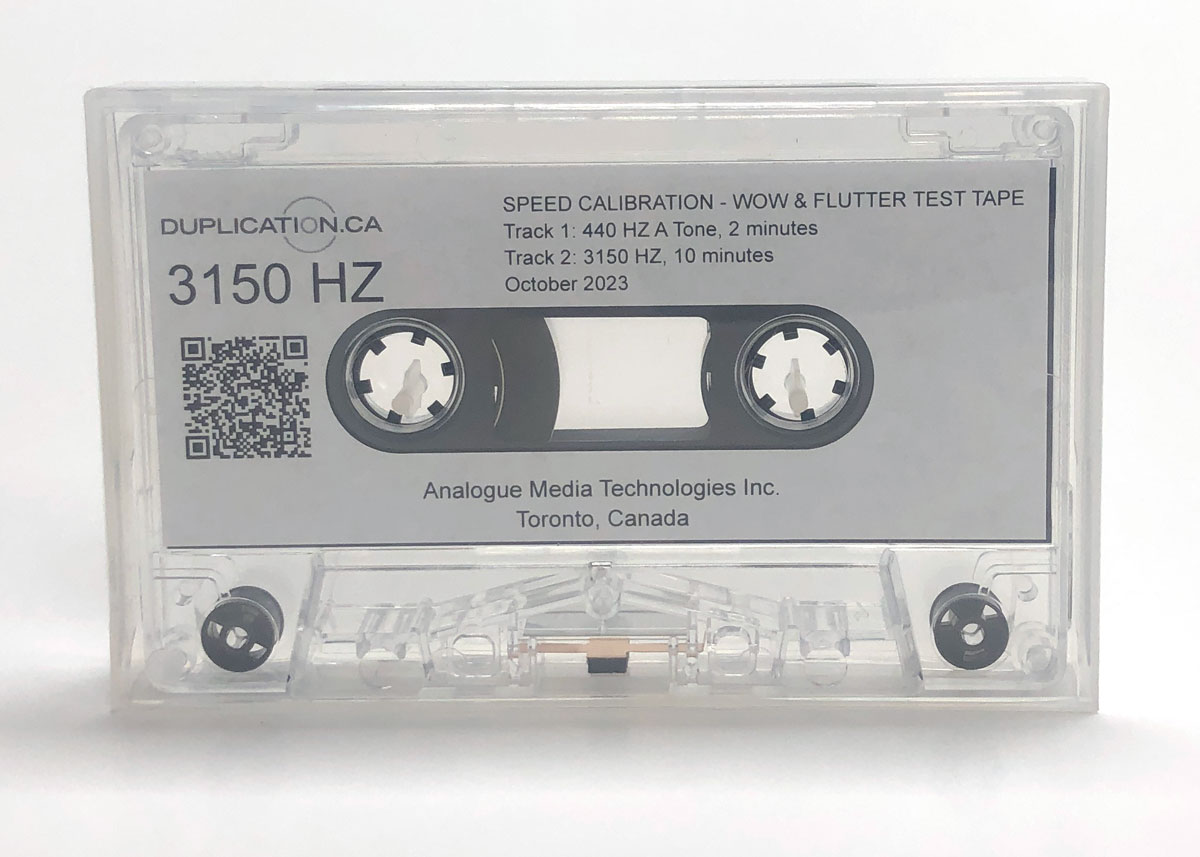 DUPLICATION.CA
3150 HZ
SPEED CALIBRATION - WOW & FLUTTER TEST TAPE
Track 1: 440 HZ A Tone, 2 minutes
Track 2: 3150 HZ, 10 minutes
October 2023
Analogue Media Technologies Inc.
Toronto, Canada